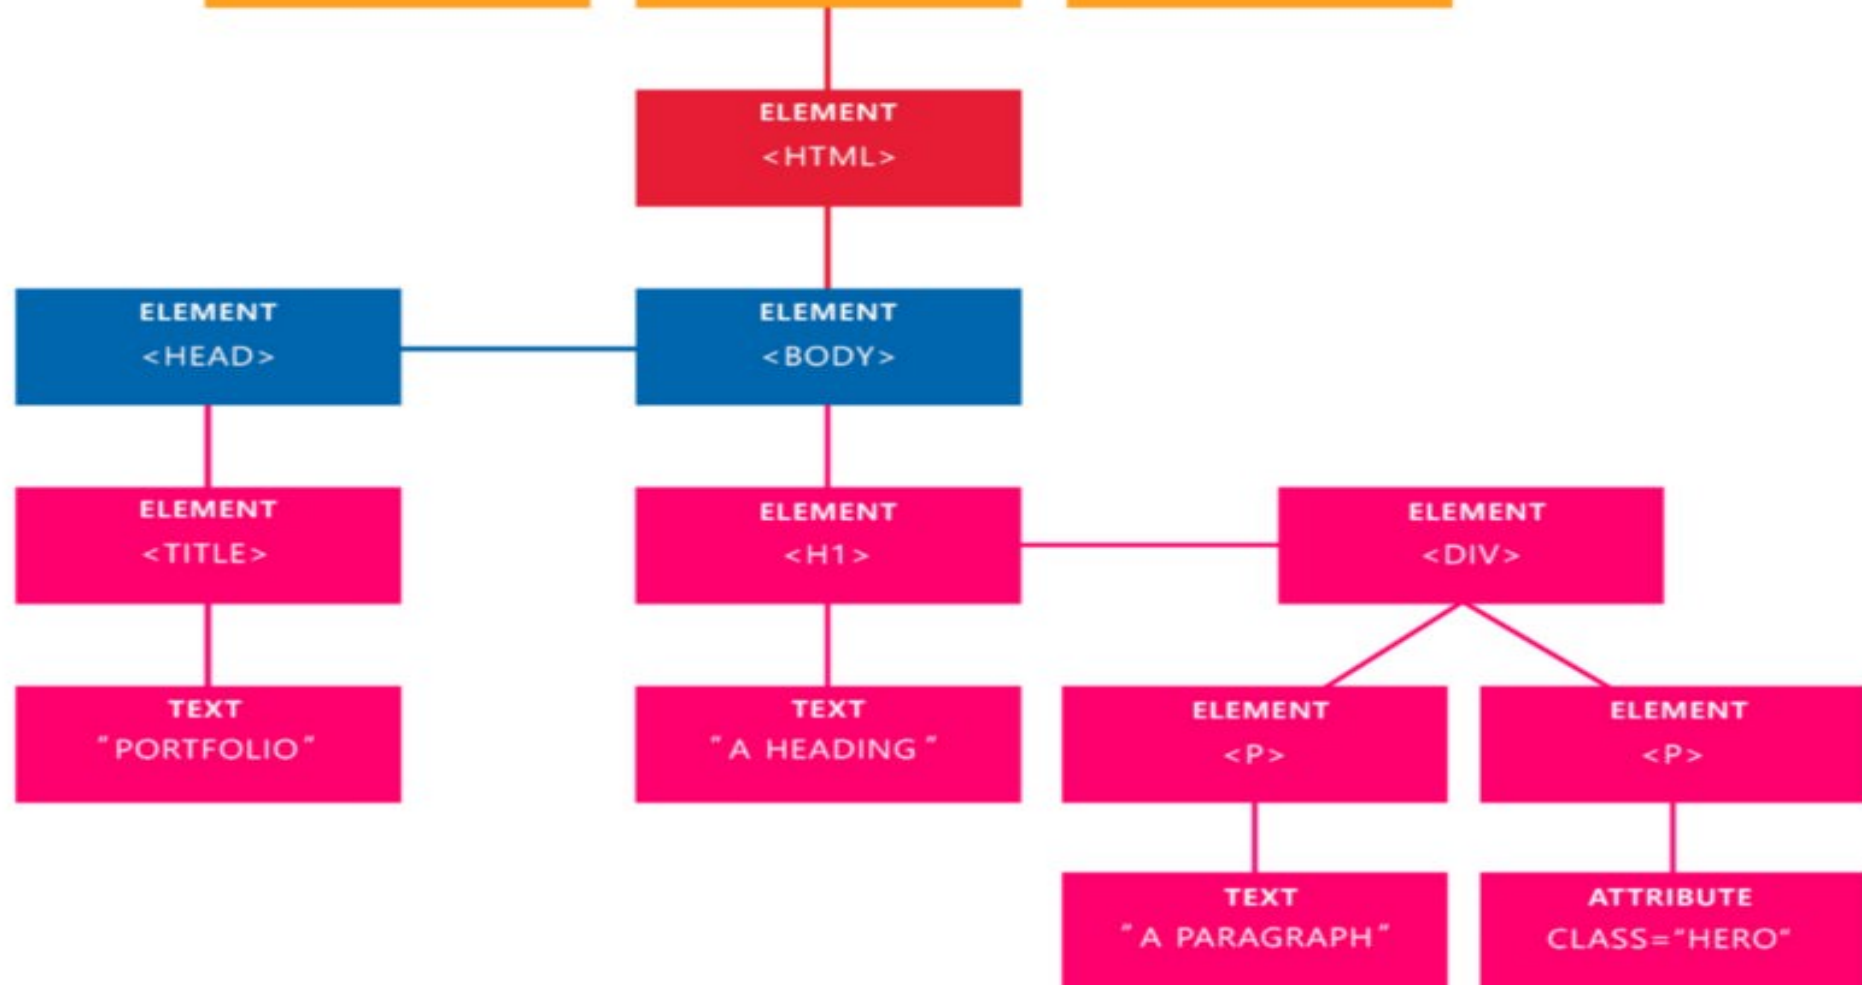 ELEMENT
<HTML>
ELEMENT
<HEAD>
ELEMENT
<BODY>
ELEMENT
<TITLE>
ELEMENT
<H1>
ELEMENT
<DIV>
TEXT
"PORTFOLIO"
TEXT
"A HEADING"
ELEMENT
<P>
ELEMENT
<P>
TEXT
"A PARAGRAPH"
ATTRIBUTE
CLASS="HERO"